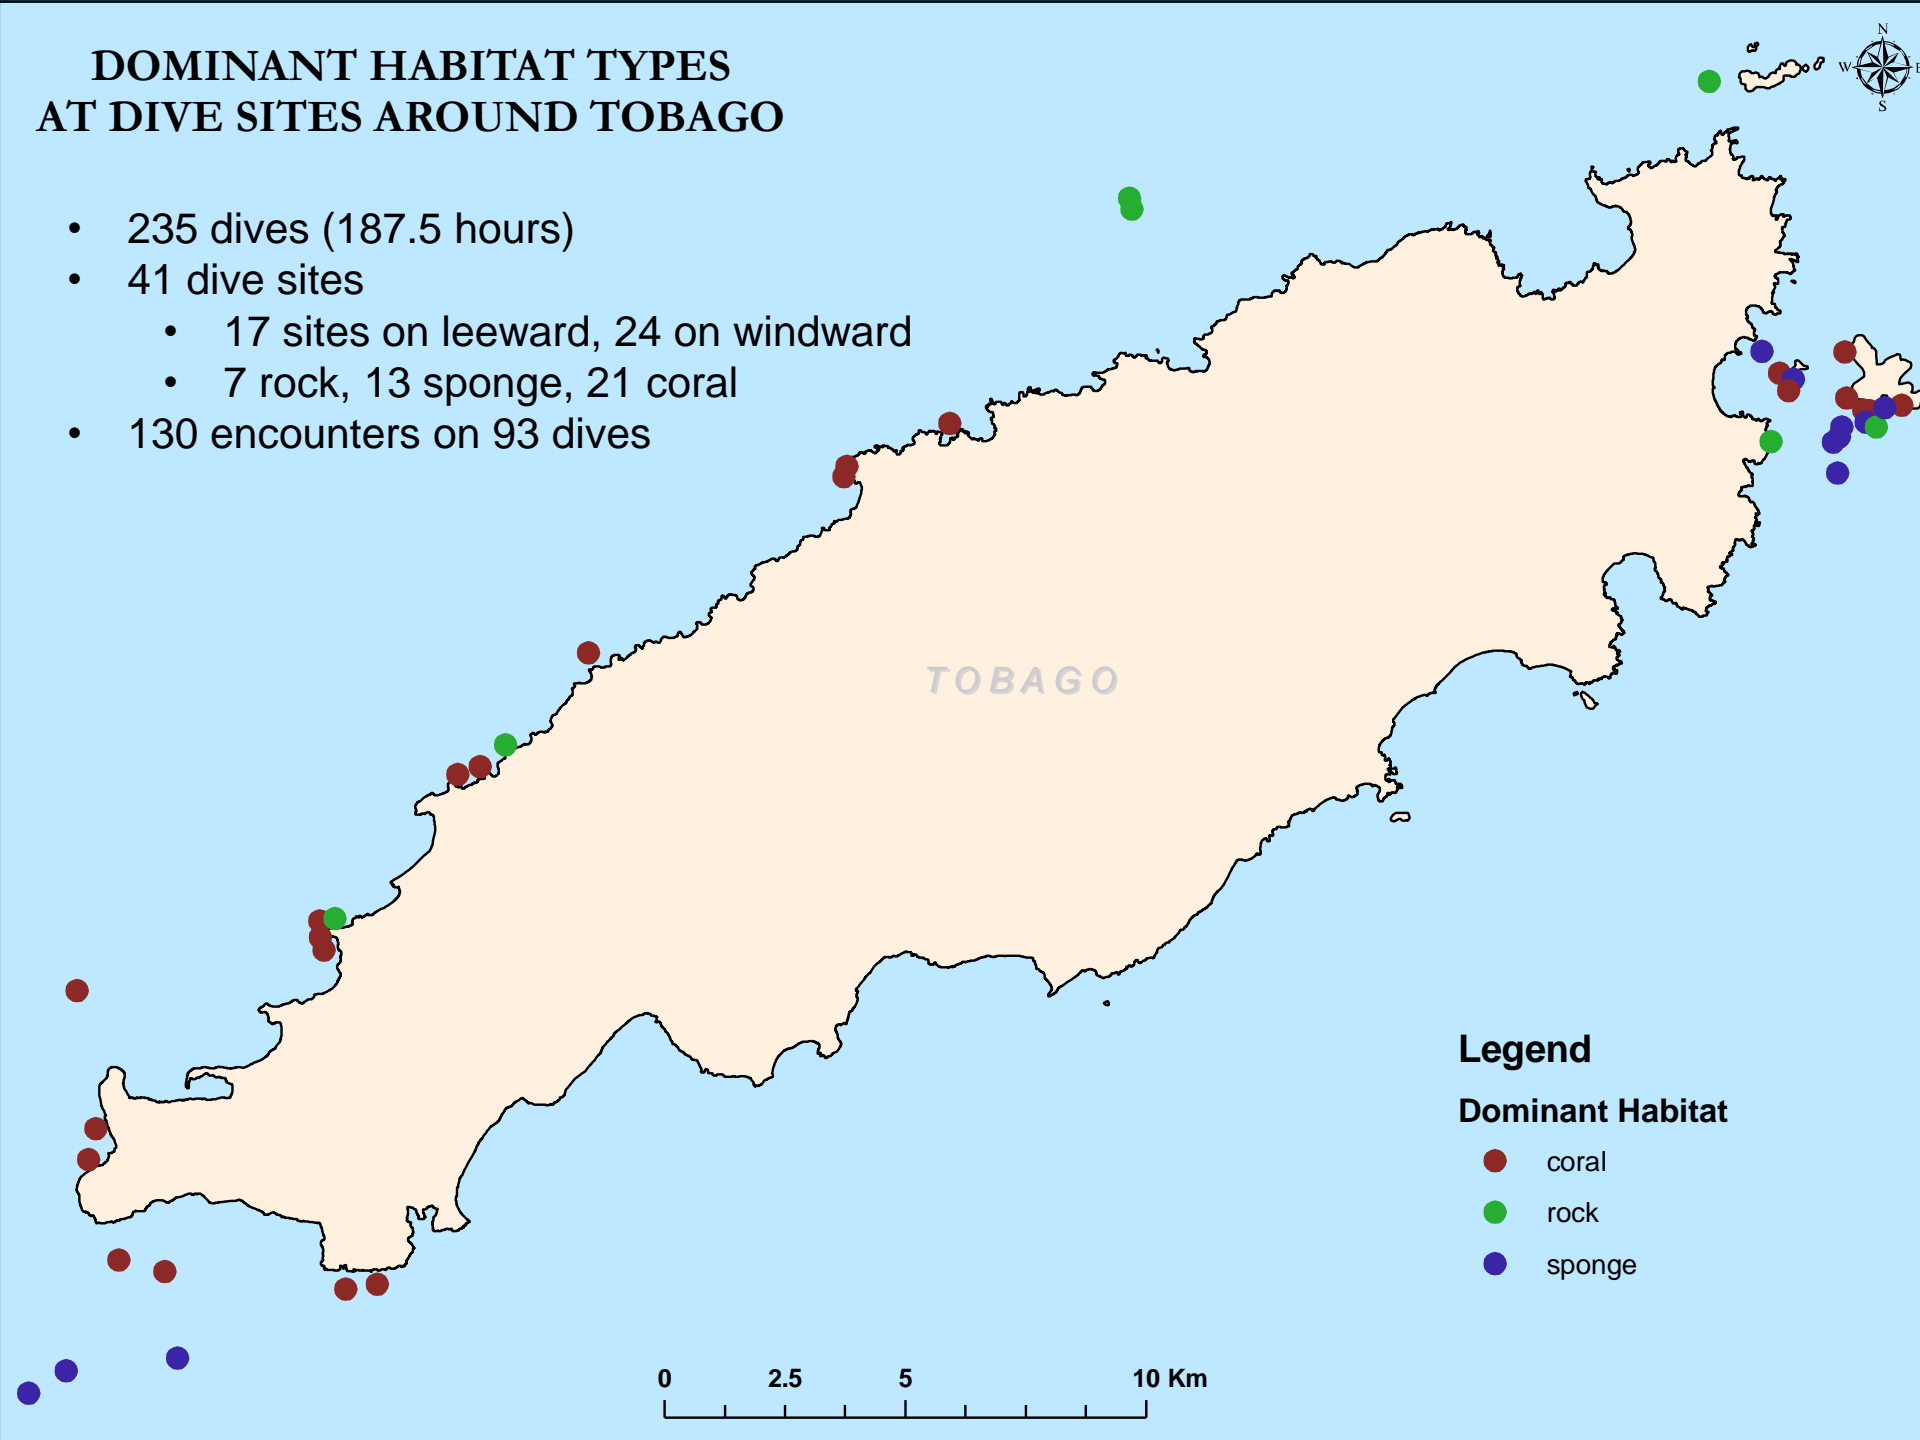 DOMINANT HABITAT TYPES
AT DIVE SITES AROUND TOBAGO
• 235 dives (187.5 hours)
• 41 dive sites
• 17 sites on leeward, 24 on windward
• 7 rock, 13 sponge, 21 coral
• 130 encounters on 93 dives
N
W E
S
TOBAGO
Legend
Dominant Habitat
coral
rock
sponge
0 2.5 5 10 Km